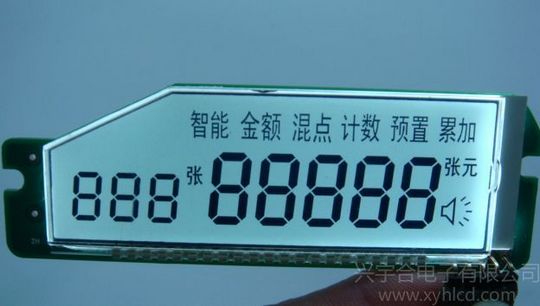 智能 金额 混点 计数 预置 累加
888 张 88888 张元
兴宇合电子有限公司
www.xyhlcd.com